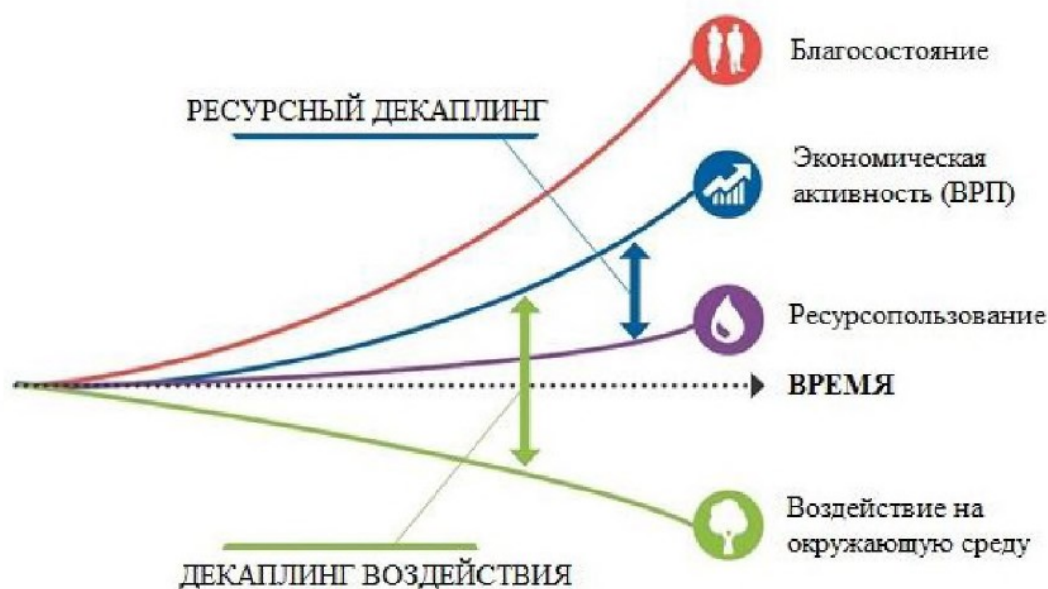 Благосостояние
РЕСУРСНЫЙ ДЕКАПЛИНГ
Экономическая
активность (ВРП)
Ресурсопользование
ВРЕМЯ
Воздействие на
окружающую среду
ДЕКАПЛИНГ ВОЗДЕЙСТВИЯ